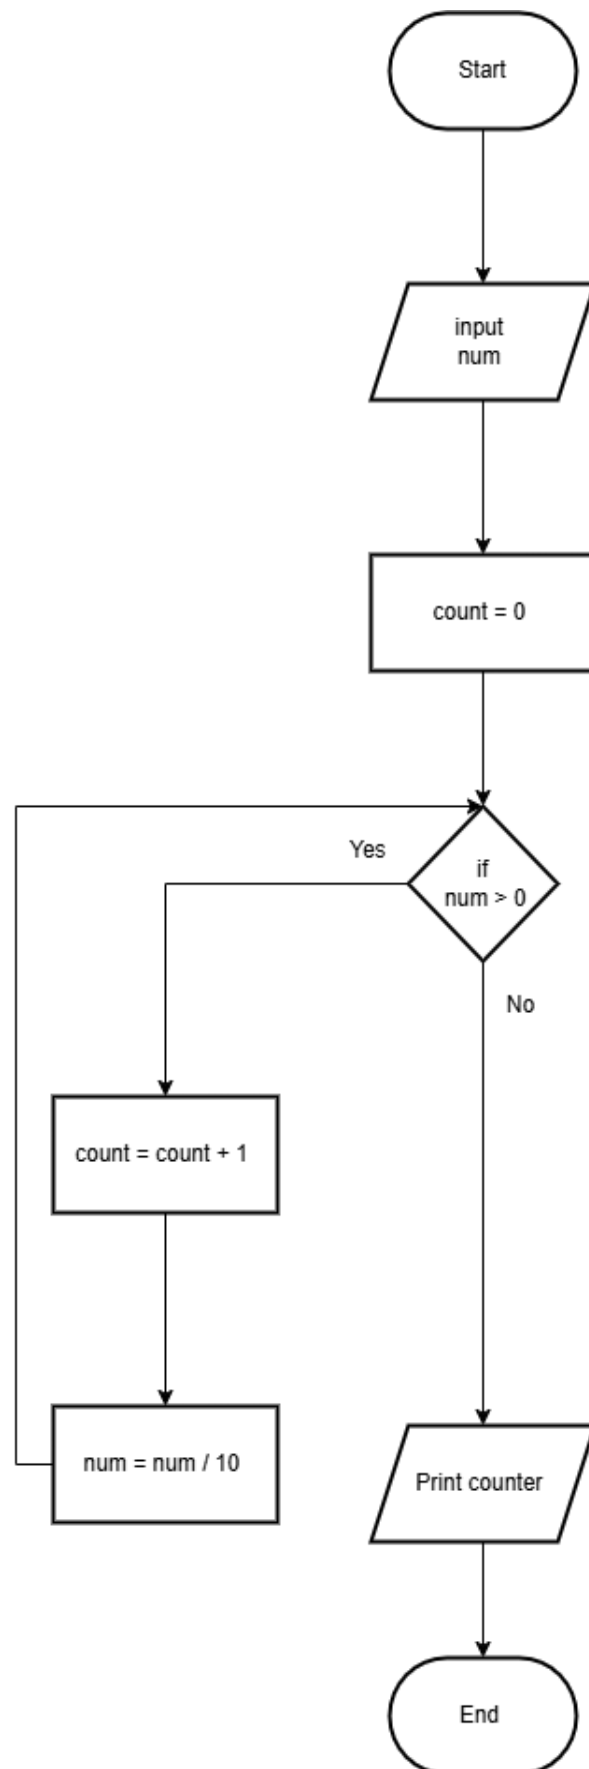 Start
input
num
count = 0
if
num > 0
Yes
No
count = count + 1
num = num / 10
Print counter
End